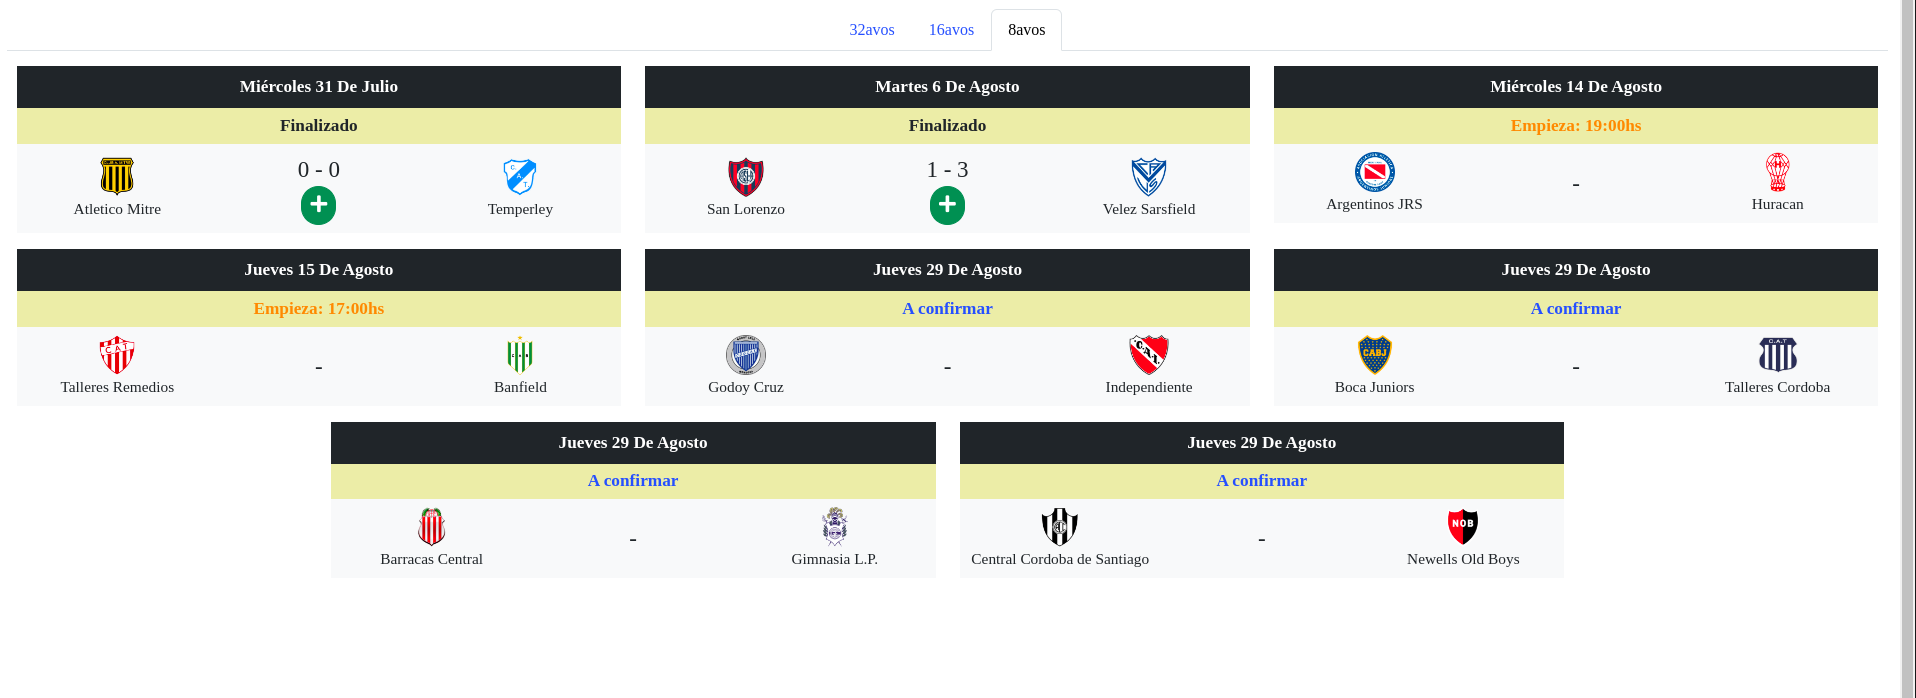 32avos 16avos 8avos
Miércoles 31 De Julio
Finalizado
0 - 0
Atletico Mitre
Temperley
Martes 6 De Agosto
Finalizado
1 - 3
San Lorenzo
Velez Sarsfield
Miércoles 14 De Agosto
Empieza: 19:00hs
-
Argentinos JRS
Huracan
Jueves 15 De Agosto
Empieza: 17:00hs
CAT
-
Talleres Remedios
Banfield
Jueves 29 De Agosto
A confirmar
C.A.I.
-
Godoy Cruz
Independiente
Jueves 29 De Agosto
A confirmar
CABJ
C.A.T
-
Boca Juniors
Talleres Cordoba
Jueves 29 De Agosto
A confirmar
-
Barracas Central
Gimnasia L.P.
Jueves 29 De Agosto
A confirmar
NOB
-
Central Cordoba de Santiago
Newells Old Boys